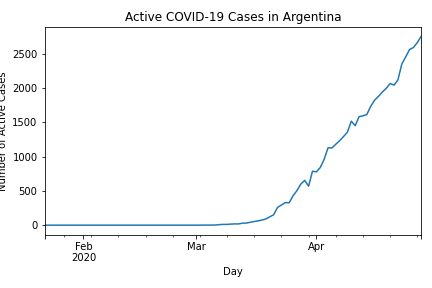 Active COVID-19 Cases in Argentina
Number of Active Cases
2500
2000
1500
1000
500
0
Feb
2020
Mar
Apr
Day